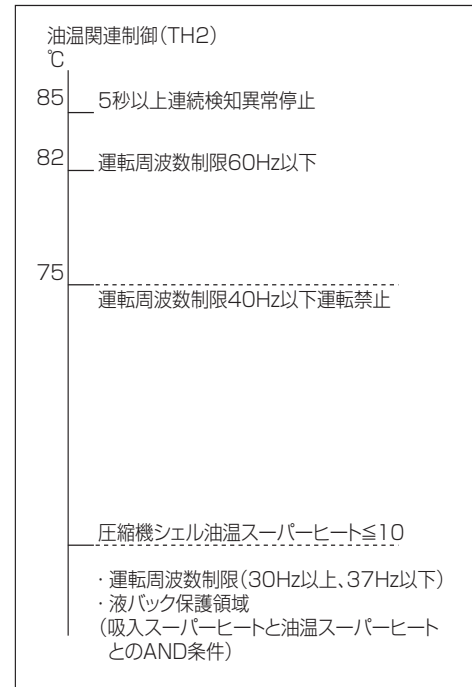 油温関連制御（TH2）
℃
85 5秒以上連続検知異常停止
82 運転周波数制限60Hz以下
75
運転周波数制限40Hz以下運転禁止
圧縮機シェル油温スーパーヒート≦10
・運転周波数制限（30Hz以上、37Hz以下）
・液バック保護領域
（吸入スーパーヒートと油温スーパーヒート
とのAND条件）